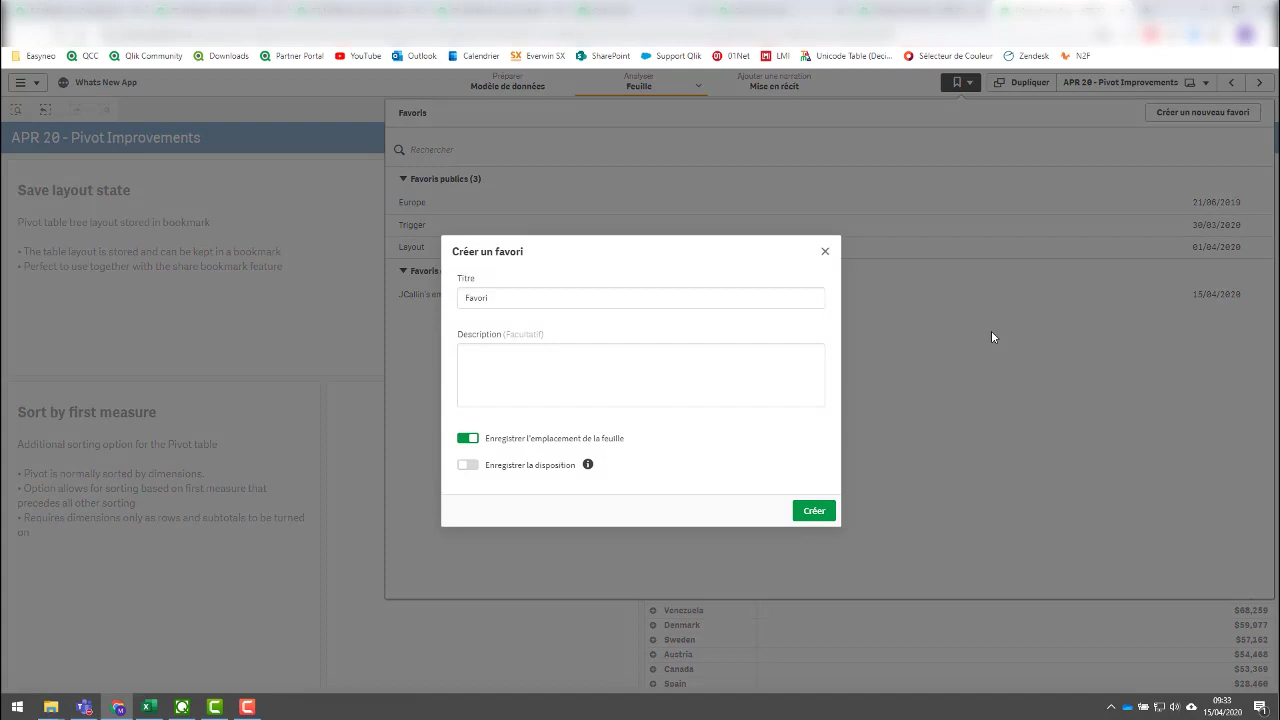 Easyneo
QCC
Qlik Community
Downloads
Partner Portal
YouTube
Outlook
Calendrier
Everwin SX
SharePoint
Support Qlik
01Net
LMI
Unicode Table (Deci...
Sélecteur de Couleur
Zendesk
N2F
Whats New App
Préparer
Modèle de données
Analyser
Feuille
Ajouter une narration
Mise en récit
Dupliquer
APR 20 - Pivot Improvements
APR 20 - Pivot Improvements
Save layout state
Pivot table tree layout stored in bookmark
• The table layout is stored and can be kept in a bookmark
• Perfect to use together with the share bookmark feature
Sort by first measure
Additional sorting option for the Pivot table
• Pivot is normally sorted by dimensions.
• Option allows for sorting based on first measure that
precedes all other sorting
• Requires dimensions only as rows and subtotals to be turned
on
Favoris
Créer un nouveau favori
Rechercher
Favoris publics (3)
Europe 21/06/2019
Trigger 30/03/2020
Layout 01/04/2020
Favoris
JCallin's em 15/04/2020
Créer un favori
Titre
Favori
Description (Facultatif)
Enregistrer l'emplacement de la feuille
Enregistrer la disposition
Créer
Venezuela $68,259
Denmark $59,977
Sweden $57,162
Austria $54,468
Canada $53,369
Spain $28,466
09:33
15/04/2020
1